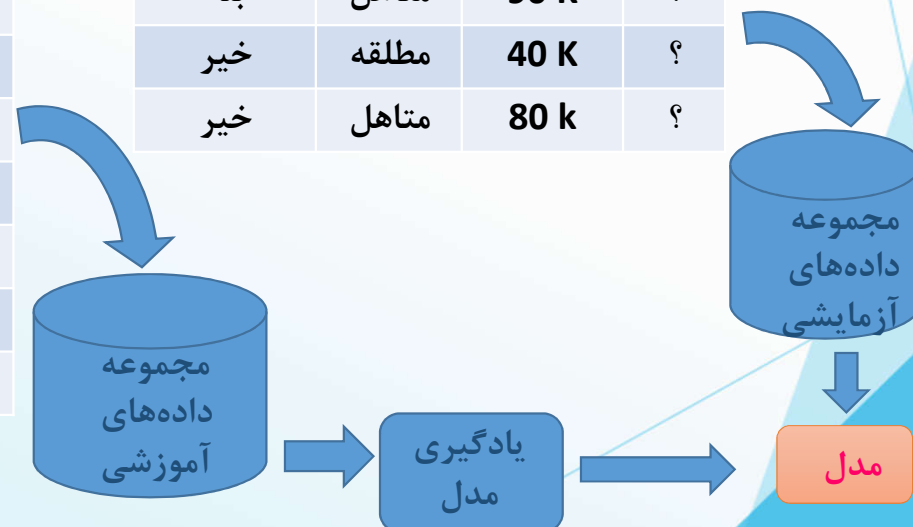 خیر مطلقه 40 K ؟
خیر متاهل 80 k ؟
مجموعه
داده‌های
آزمایشی
مجموعه
داده‌های
آموزشی
یادگیری
مدل
مدل